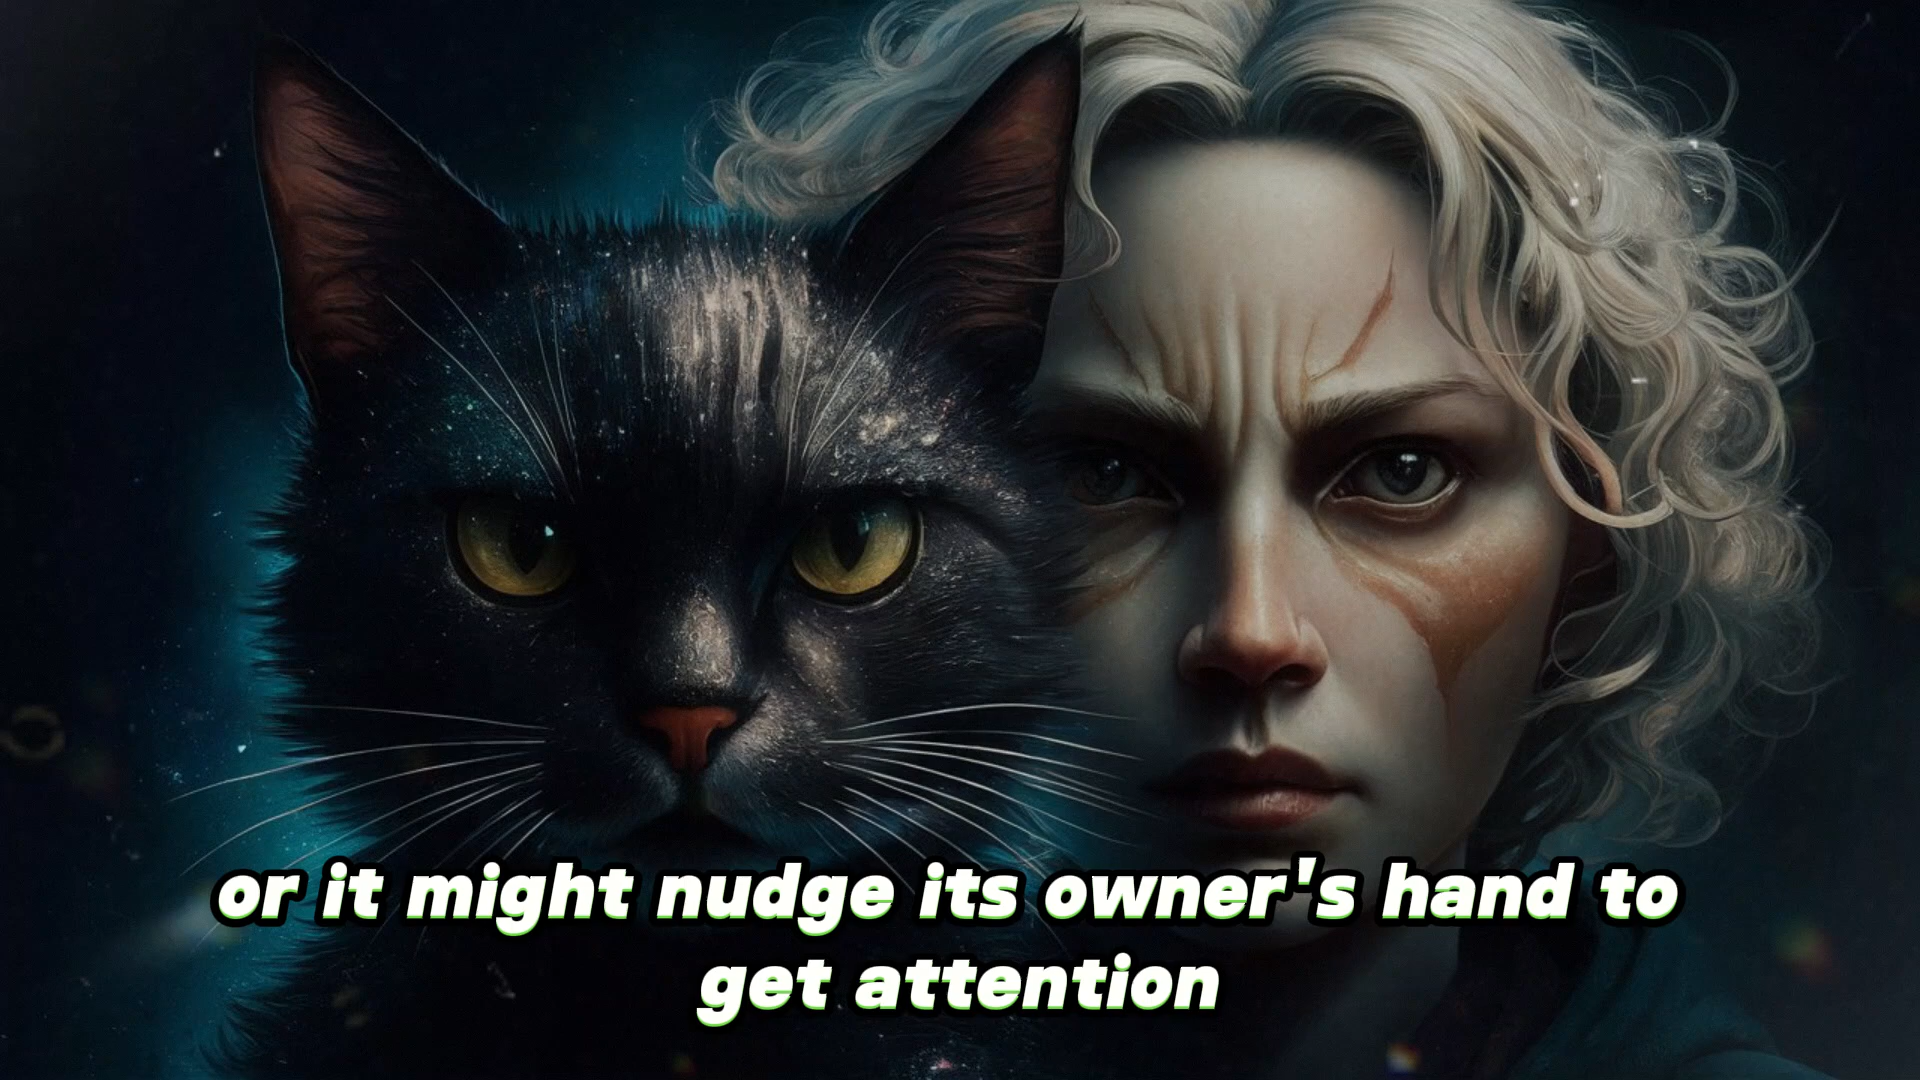 or it might nudge its owner's hand to
get attention